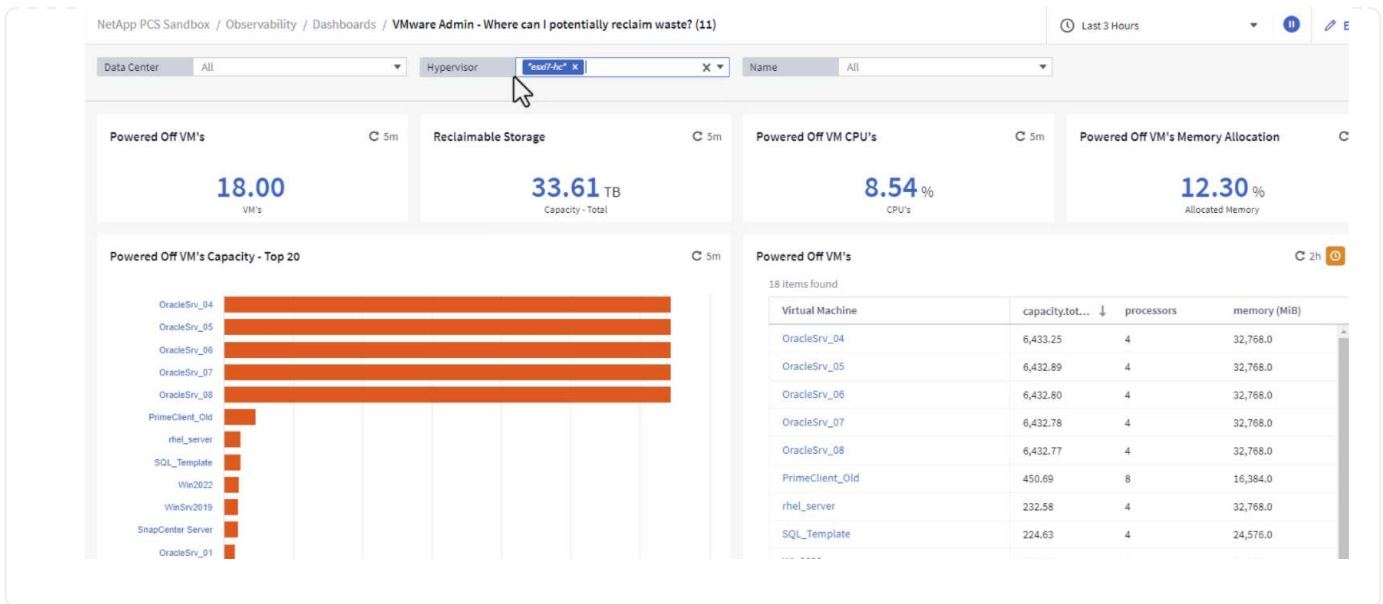 NetApp PCS Sandbox / Observability / Dashboards / VMware Admin - Where can I potentially reclaim waste? (11)
Last 3 Hours
E
Data Center All
Hypervisor "esxi7-hc" x X
Name All
Powered Off VM's 5m
18.00
VM's
Reclaimable Storage 5m
33.61 TB
Capacity - Total
Powered Off VM CPU's 5m
8.54 %
CPU's
Powered Off VM's Memory Allocation
12.30 %
Allocated Memory
Powered Off VM's Capacity - Top 20 5m
OracleSrv_04
OracleSrv_05
OracleSrv_06
OracleSrv_07
OracleSrv_08
PrimeClient_Old
rhel_server
SQL_Template
Win2022
WinSrv2019
SnapCenter Server
OracleSrv_01
Powered Off VM's 2h
18 items found
Virtual Machine capacity.tot... ↓ processors memory (MiB)
OracleSrv_04 6,433.25 4 32,768.0
OracleSrv_05 6,432.89 4 32,768.0
OracleSrv_06 6,432.80 4 32,768.0
OracleSrv_07 6,432.78 4 32,768.0
OracleSrv_08 6,432.77 4 32,768.0
PrimeClient_Old 450.69 8 16,384.0
rhel_server 232.58 4 32,768.0
SQL_Template 224.63 4 24,576.0